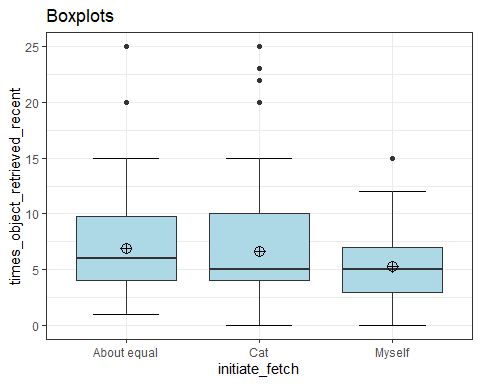 Boxplots
times_object_retrieved_recent
25
20
15
10
5
0
About equal
Cat
Myself
initiate_fetch